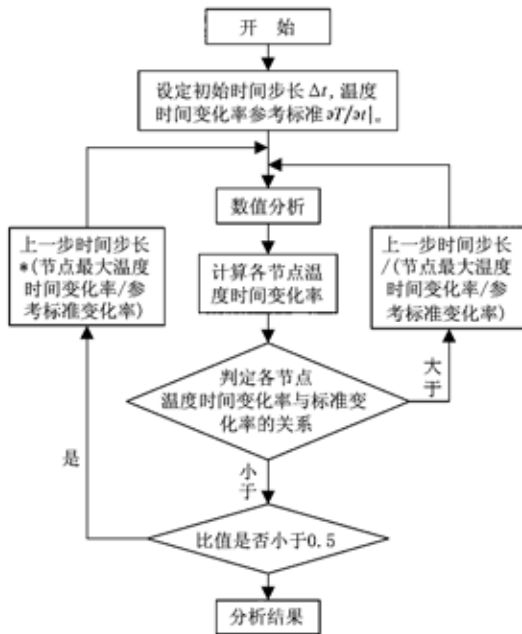 开 始
设定初始时间步长Δt,温度
时间变化率参考标准∂T/∂t|。
数值分析
上一步时间步长
*(节点最大温度
时间变化率/参
考标准变化率)
计算各节点温
度时间变化率
上一步时间步长
/(节点最大温度
时间变化率/参
考标准变化率)
判定各节点
温度时间变化率与标准变
化率的关系
大于
是
小于
比值是否小于0.5
分析结果